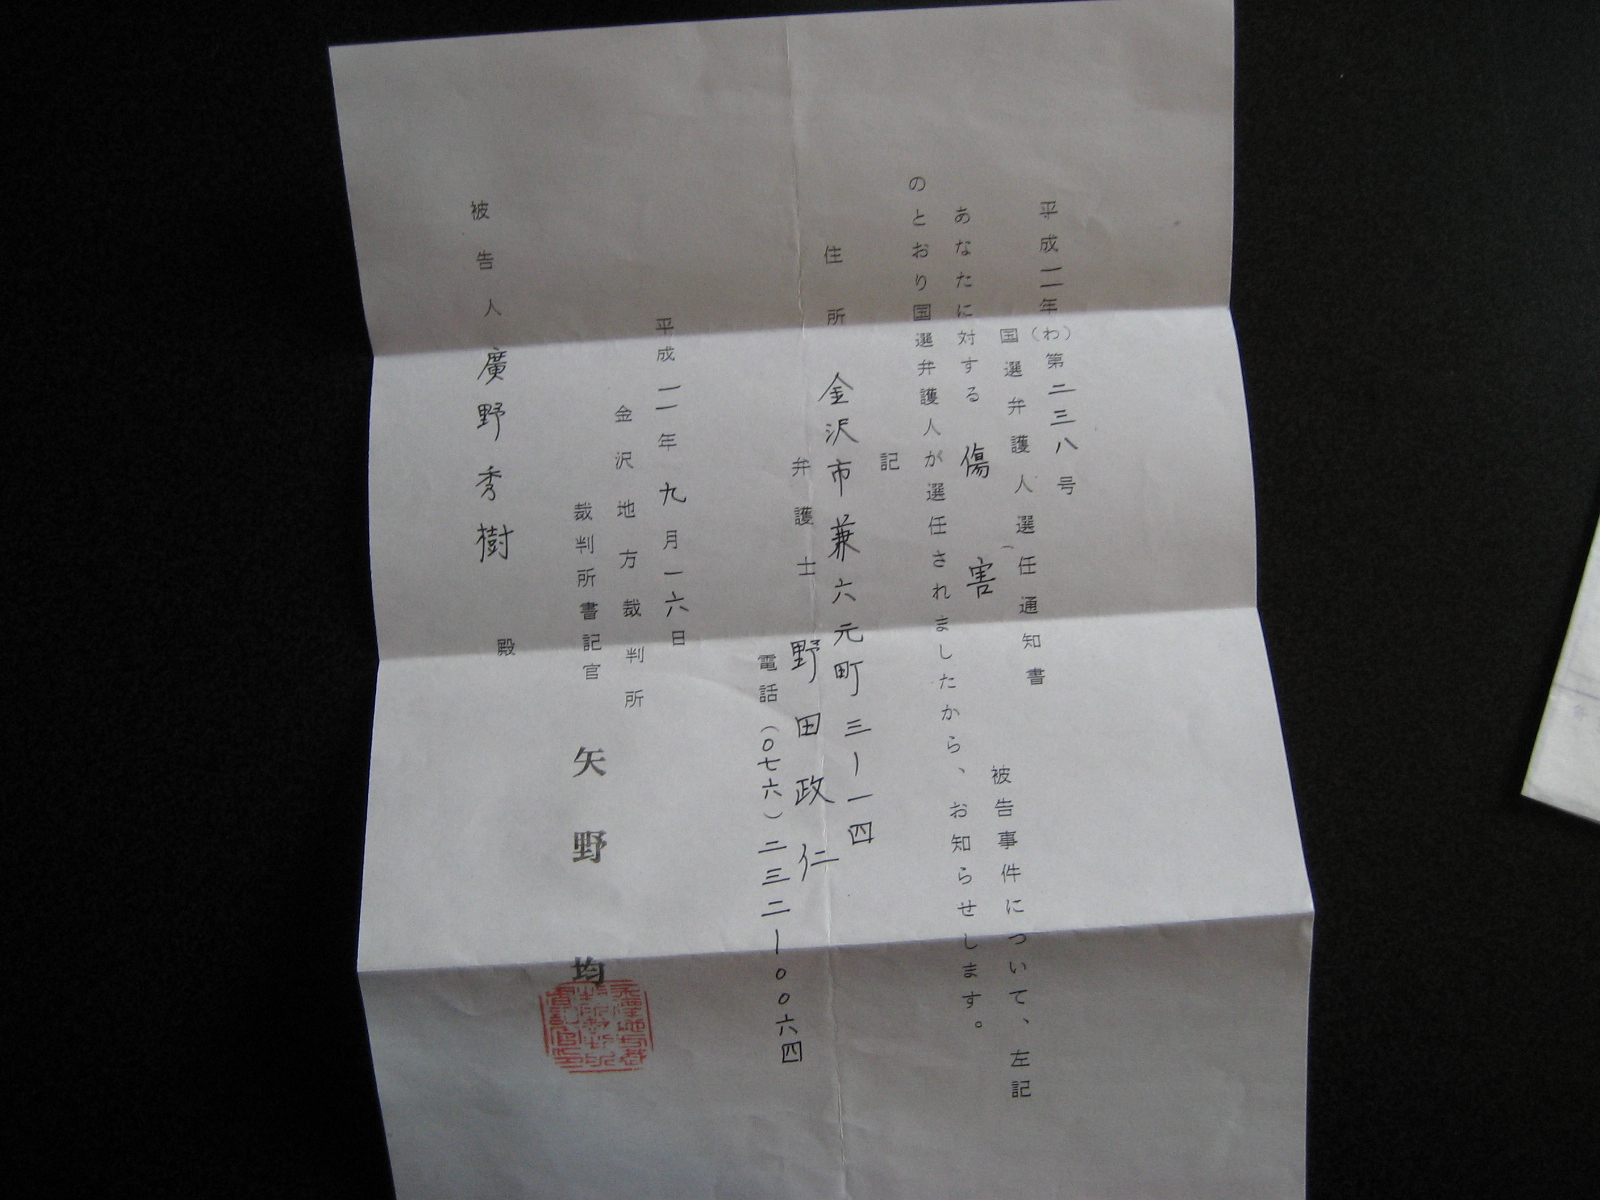 平成一一年(わ)第二三八号
国選弁護人選任通知書
あなたに対する 傷害 被告事件について、左記
のとおり国選弁護人が選任されましたから、お知らせします。
記
住所 金沢市兼六元町三ー一四
弁護士 野田政仁
電話(〇七六)二三二ー〇〇六四
平成一一年九月一六日
金沢地方裁判所
裁判所書記官 矢野均
被告人 廣野秀樹 殿